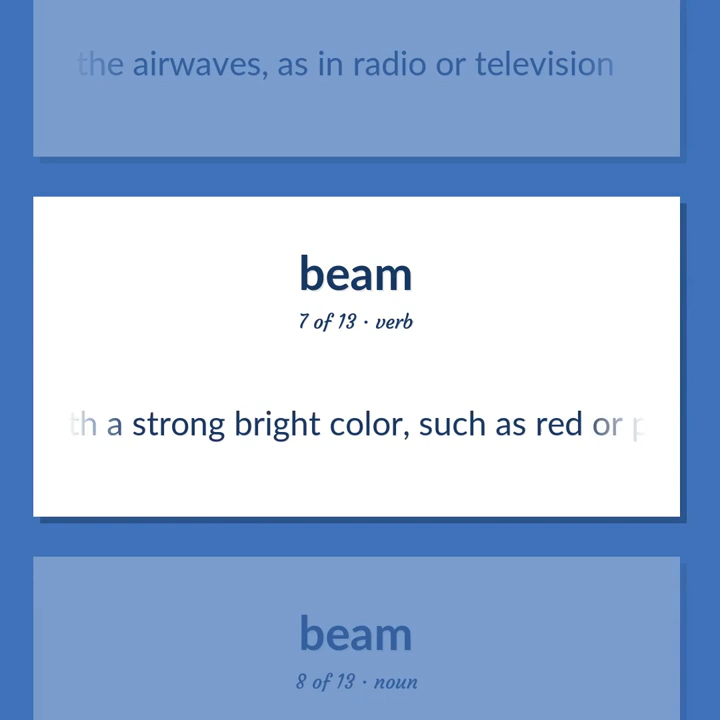 the airwaves, as in radio or television
beam
7 of 13 · verb
th a strong bright color, such as red or p
beam
8 of 13 · noun